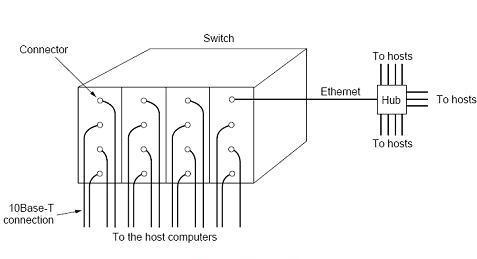 Switch
Connector
To hosts
Ethernet
Hub
To hosts
To hosts
10Base-T
connection
To the host computers